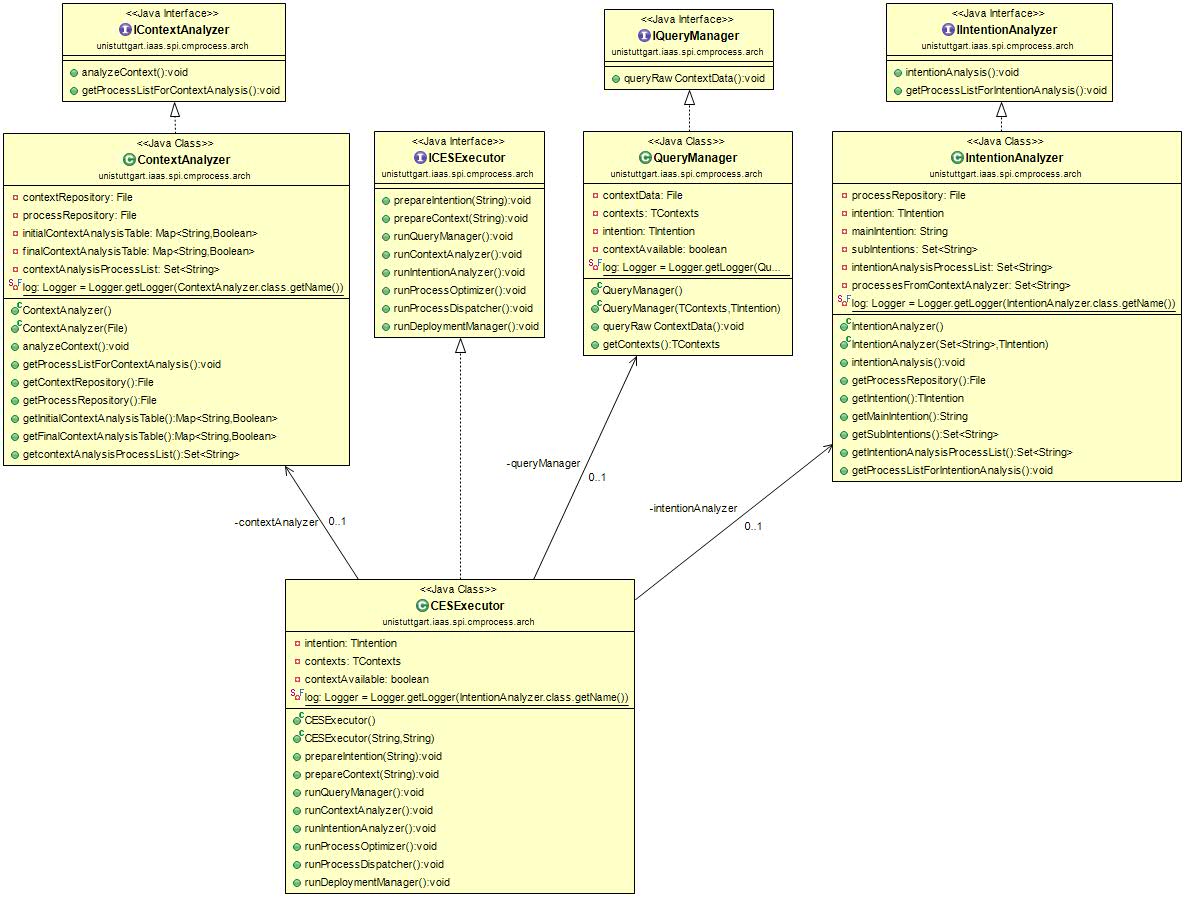 <<Java Interface>>
IContextAnalyzer
unistuttgart.iaas.spi.cmprocess.arch
analyzeContext():void
getProcessListForContextAnalysis():void
<<Java Interface>>
IQueryManager
unistuttgart.iaas.spi.cmprocess.arch
queryRawContextData():void
<<Java Interface>>
IIntentionAnalyzer
unistuttgart.iaas.spi.cmprocess.arch
intentionAnalysis():void
getProcessListForIntentionAnalysis():void
<<Java Class>>
ContextAnalyzer
unistuttgart.iaas.spi.cmprocess.arch
contextRepository: File
processRepository: File
initialContextAnalysisTable: Map<String,Boolean>
finalContextAnalysisTable: Map<String,Boolean>
contextAnalysisProcessList: Set<String>
log: Logger = Logger.getLogger(ContextAnalyzer.class.getName())
ContextAnalyzer()
ContextAnalyzer(File)
analyzeContext():void
getProcessListForContextAnalysis():void
getContextRepository():File
getProcessRepository():File
getInitialContextAnalysisTable():Map<String,Boolean>
getFinalContextAnalysisTable():Map<String,Boolean>
getcontextAnalysisProcessList():Set<String>
<<Java Interface>>
ICESExecutor
unistuttgart.iaas.spi.cmprocess.arch
prepareIntention(String):void
prepareContext(String):void
runQueryManager():void
runContextAnalyzer():void
runIntentionAnalyzer():void
runProcessOptimizer():void
runProcessDispatcher():void
runDeploymentManager():void
<<Java Class>>
QueryManager
unistuttgart.iaas.spi.cmprocess.arch
contextData: File
contexts: TContexts
intention: TIntention
contextAvailable: boolean
log: Logger = Logger.getLogger(Qu...
QueryManager()
QueryManager(TContexts,TIntention)
queryRawContextData():void
getContexts():TContexts
<<Java Class>>
IntentionAnalyzer
unistuttgart.iaas.spi.cmprocess.arch
processRepository: File
intention: TIntention
mainIntention: String
subIntentions: Set<String>
intentionAnalysisProcessList: Set<String>
processesFromContextAnalyzer: Set<String>
log: Logger = Logger.getLogger(IntentionAnalyzer.class.getName())
IntentionAnalyzer()
IntentionAnalyzer(Set<String>,TIntention)
intentionAnalysis():void
getProcessRepository():File
getIntention():TIntention
getMainIntention():String
getSubIntentions():Set<String>
getIntentionAnalysisProcessList():Set<String>
getProcessListForIntentionAnalysis():void
-contextAnalyzer
0..1
-queryManager
0..1
-intentionAnalyzer
0..1
<<Java Class>>
CESExecutor
unistuttgart.iaas.spi.cmprocess.arch
intention: TIntention
contexts: TContexts
contextAvailable: boolean
log: Logger = Logger.getLogger(IntentionAnalyzer.class.getName())
CESExecutor()
CESExecutor(String,String)
prepareIntention(String):void
prepareContext(String):void
runQueryManager():void
runContextAnalyzer():void
runIntentionAnalyzer():void
runProcessOptimizer():void
runProcessDispatcher():void
runDeploymentManager():void